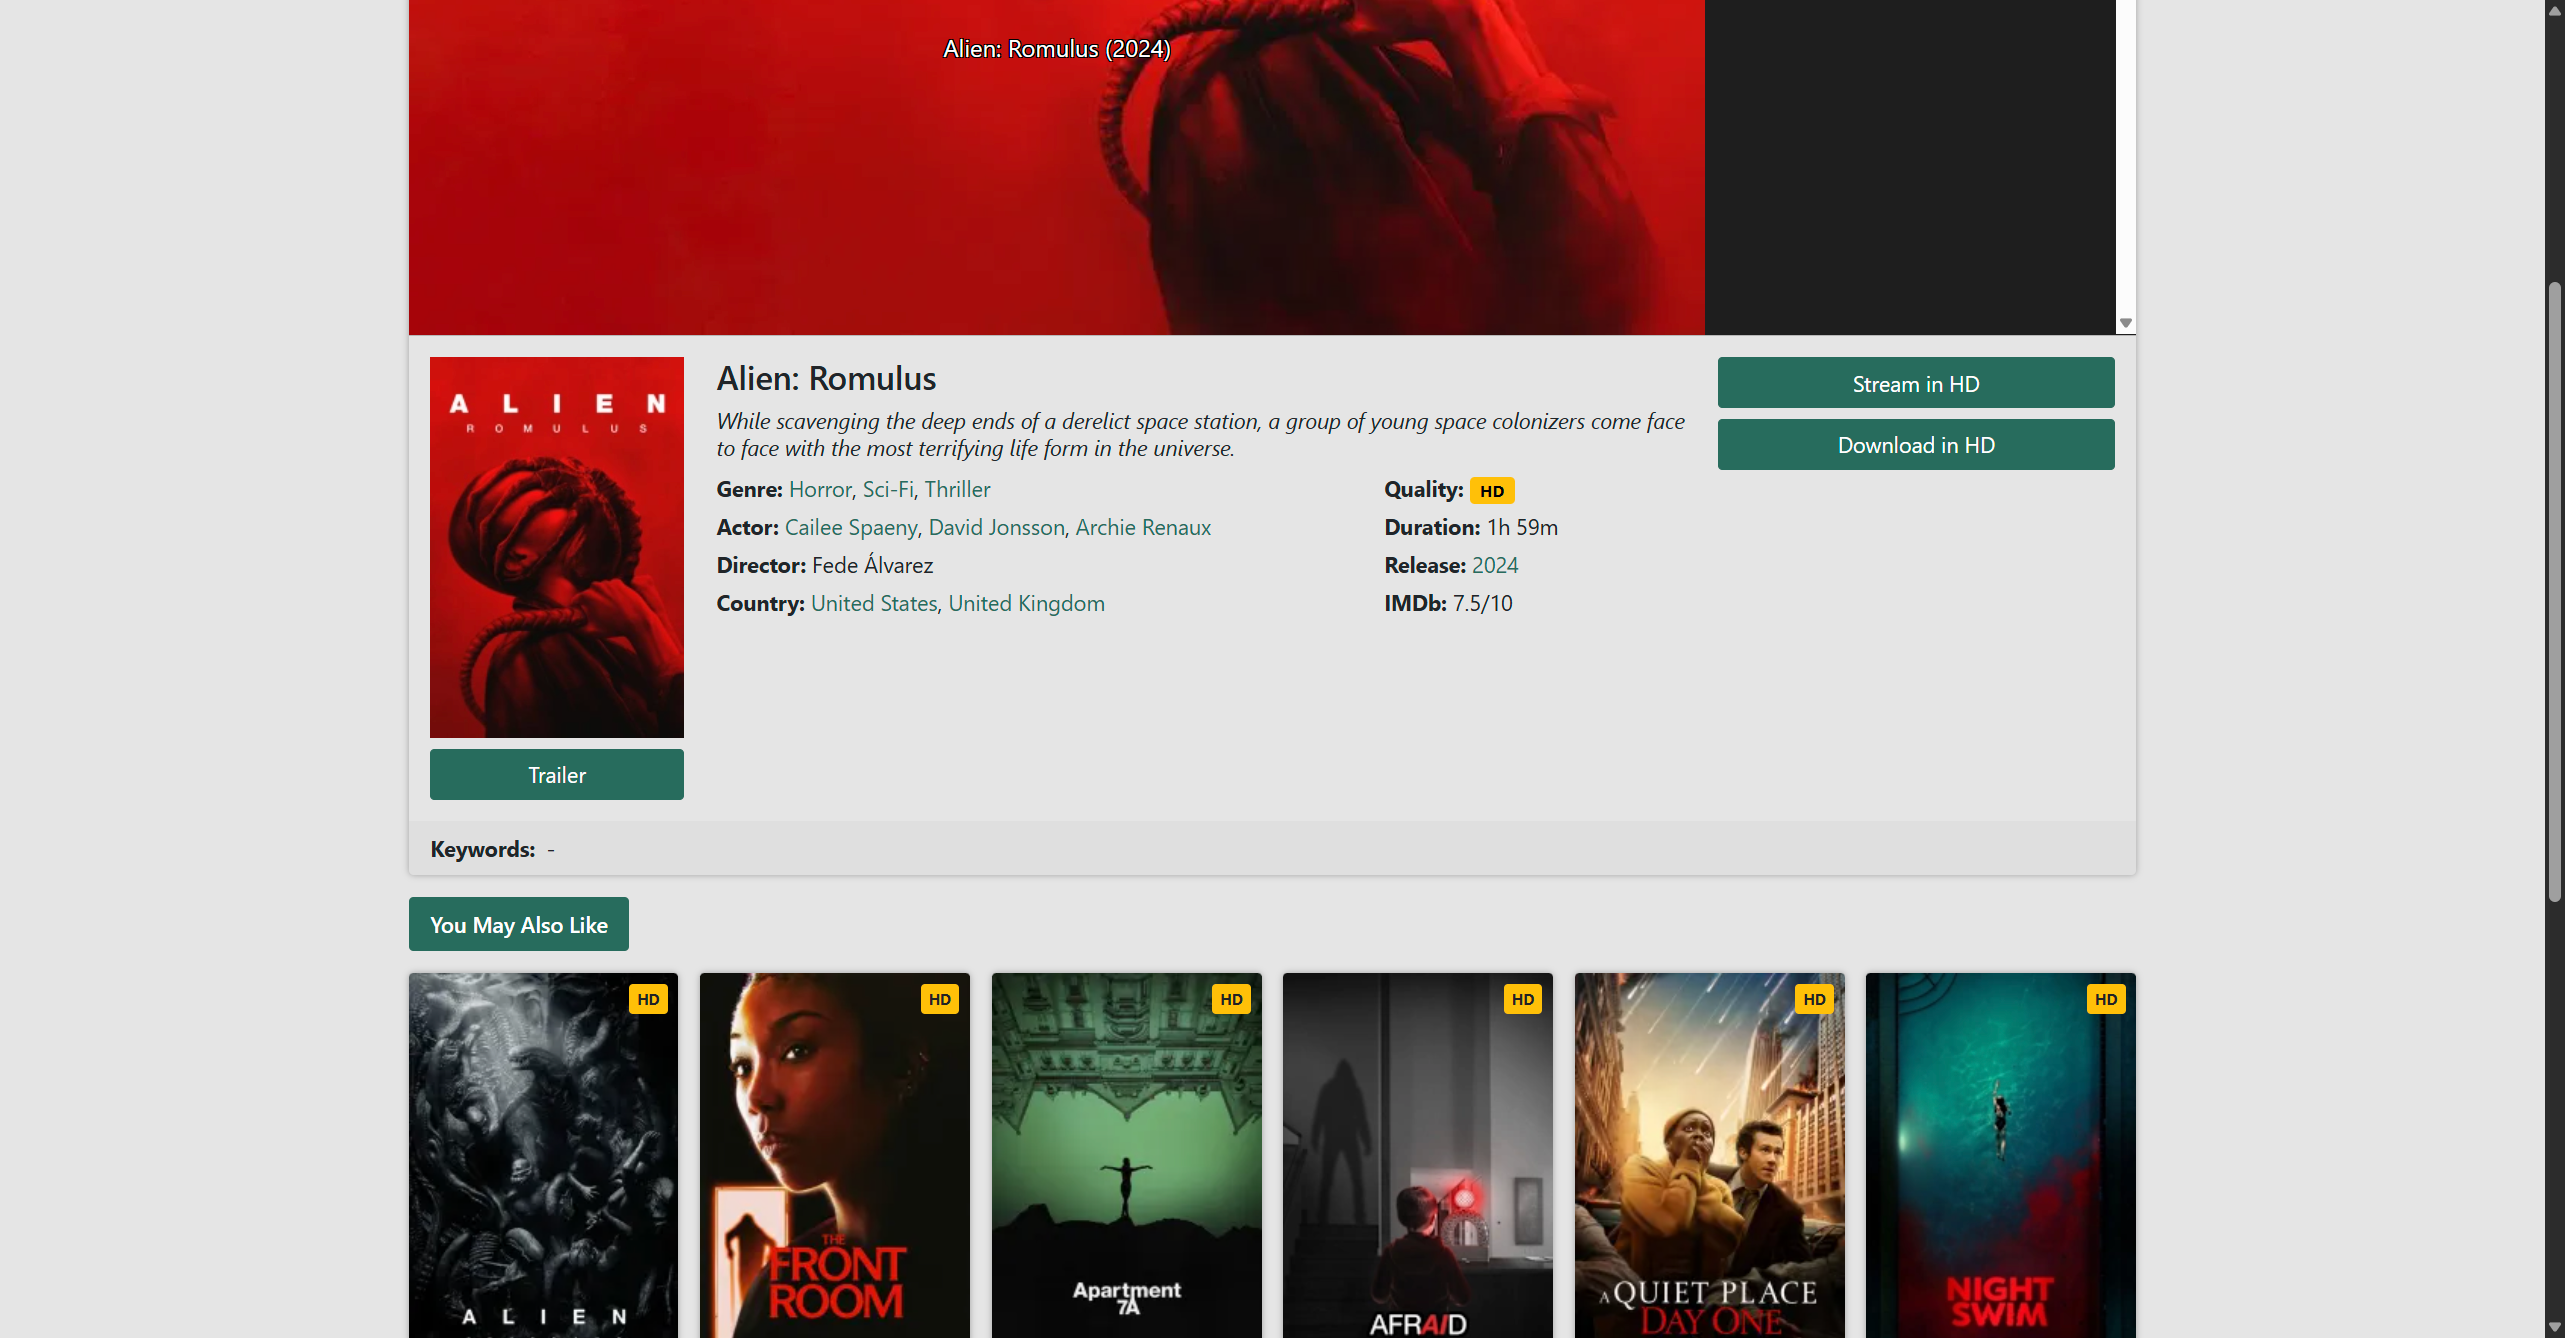 Alien: Romulus (2024)
ALIEN
ROMULUS
Trailer
Alien: Romulus
While scavenging the deep ends of a derelict space station, a group of young space colonizers come face
to face with the most terrifying life form in the universe.
Genre: Horror, Sci-Fi, Thriller
Actor: Cailee Spaeny, David Jonsson, Archie Renaux
Director: Fede Álvarez
Country: United States, United Kingdom
Quality: HD
Duration: 1h 59m
Release: 2024
IMDb: 7.5/10
Stream in HD
Download in HD
Keywords: -
You May Also Like
HD
ALIEN
HD
THE
FRONT
ROOM
HD
Apartment
7A
HD
AFRAID
HD
A QUIET PLACE
DAY ONE
HD
NIGHT
SWIM